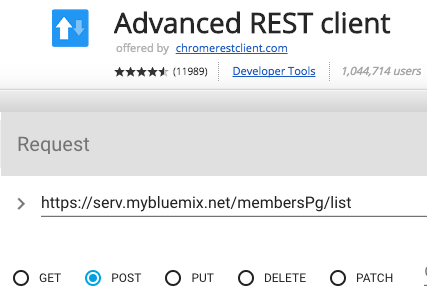 Advanced REST client
offered by chromerestclient.com
(11989) Developer Tools 1,044,714 users
Request
https://serv.mybluemix.net/membersPg/list
GET POST PUT DELETE PATCH